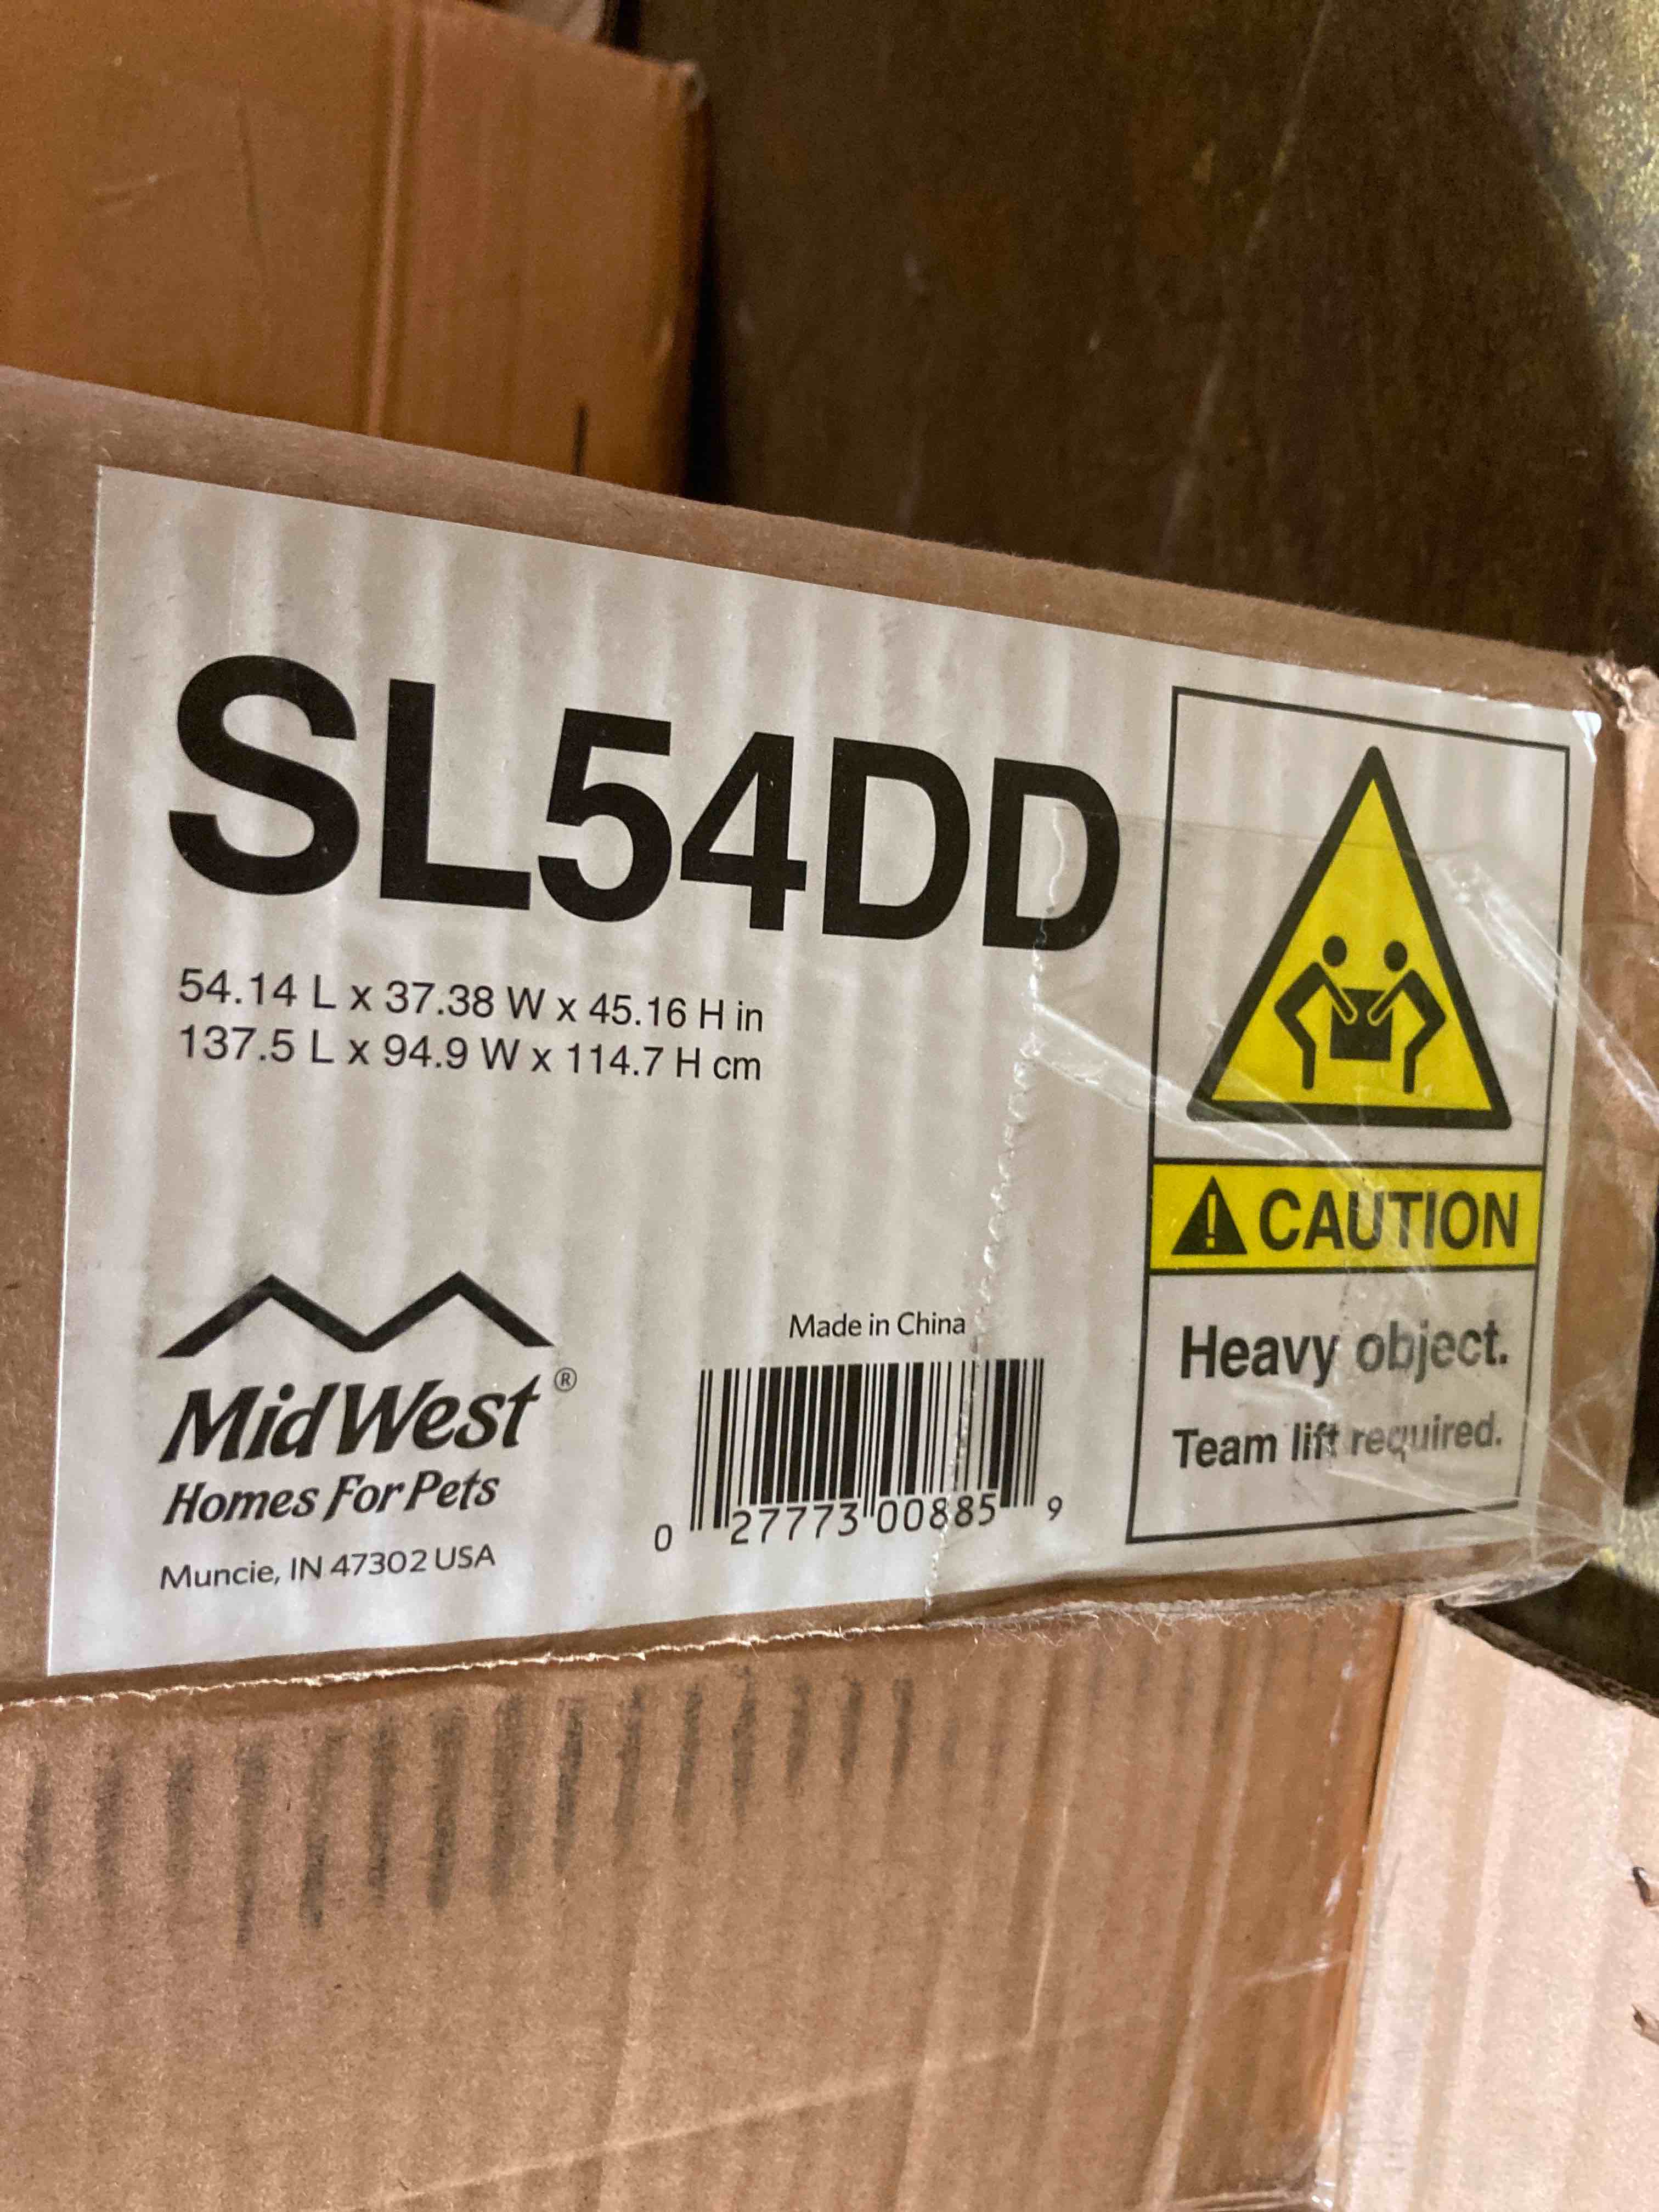 SL54DD
54.14 L x 37.38 W x 45.16 H in
137.5 L x 94.9 W x 114.7 H cm
MidWest®
Homes For Pets
Muncie, IN 47302 USA
Made in China
0 27773 00885 9
CAUTION
Heavy object.
Team lift required.